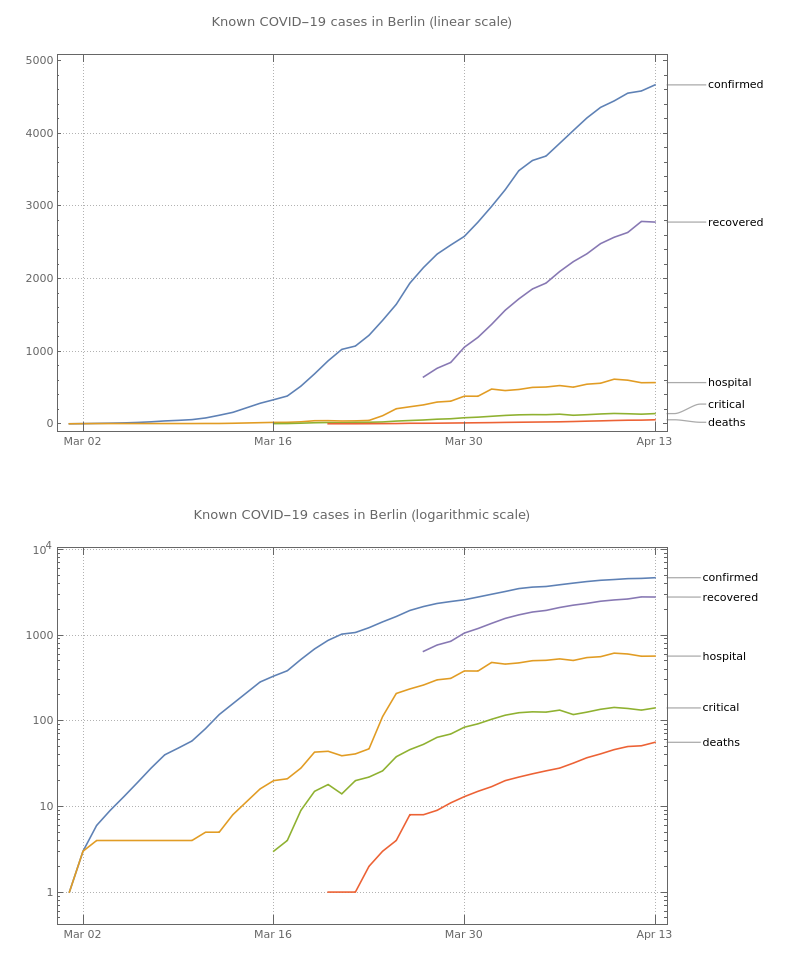 Known COVID−19 cases in Berlin (linear scale)
5000
confirmed
4000
3000
recovered
2000
1000
hospital
critical
0
deaths
Mar 02 Mar 16 Mar 30 Apr 13
Known COVID−19 cases in Berlin (logarithmic scale)
10⁴
confirmed
recovered
1000
hospital
100
critical
deaths
10
1
Mar 02 Mar 16 Mar 30 Apr 13